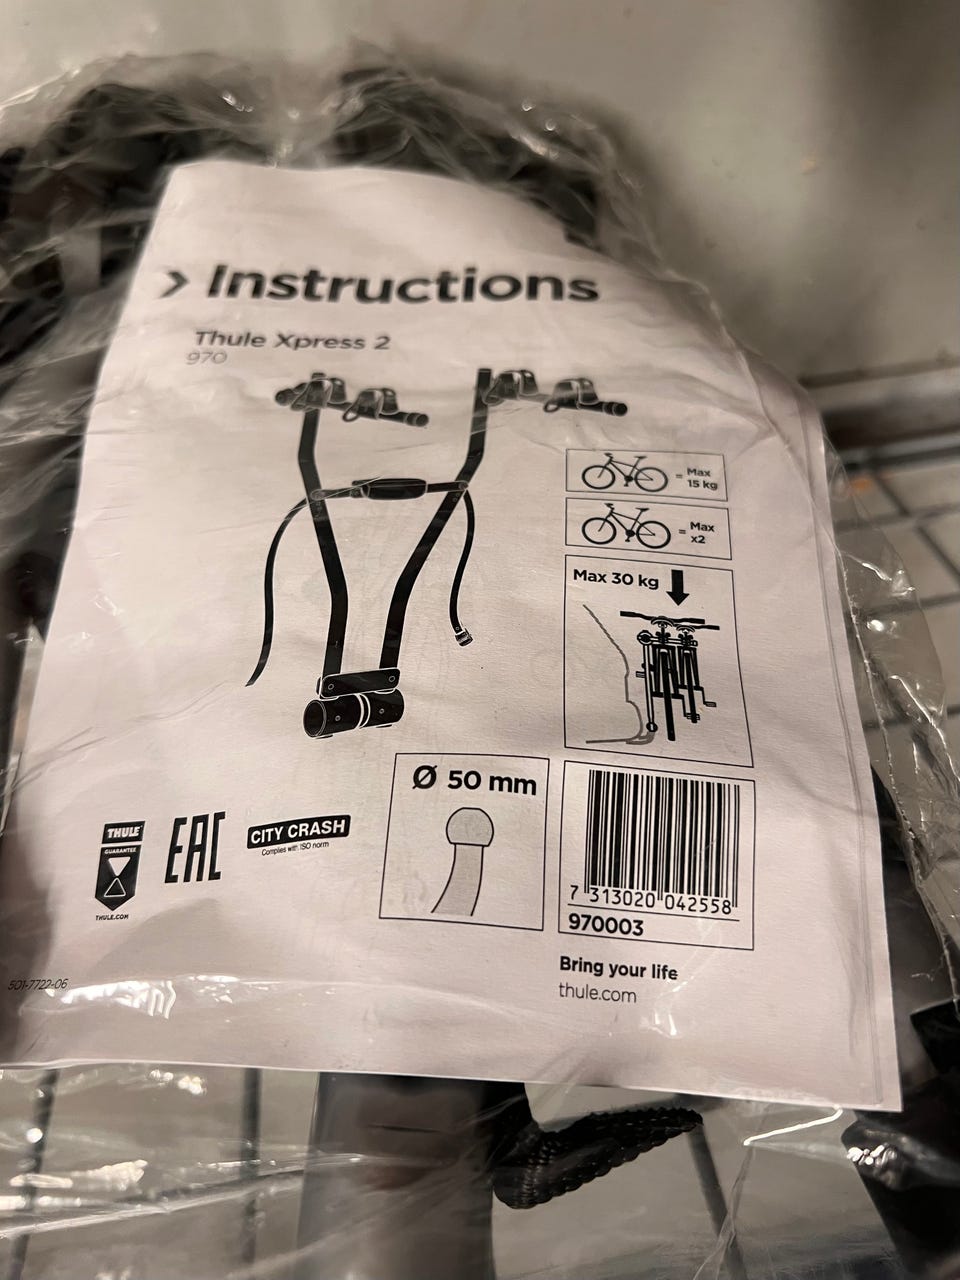 › Instructions
Thule Xpress 2
970
= Max
15 kg
= Max
x2
Max 30 kg
Ø 50 mm
THULE
GUARANTEE
THULE.COM
EAC
CITY CRASH
Complies with ISO norm
7 313020 042558
970003
Bring your life
thule.com
501-7722-06